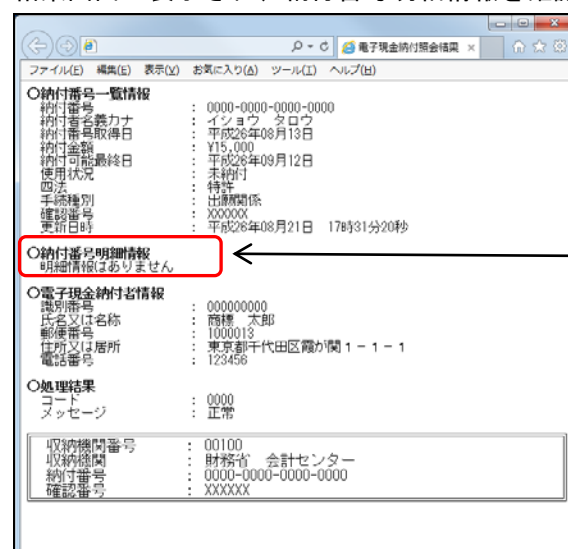 電子現金納付照会結果 ×
ファイル(F) 編集(E) 表示(V) お気に入り(A) ツール(T) ヘルプ(H)
○納付番号一覧情報
納付番号 : 0000-0000-0000-0000
納付者名義カナ : イショウ タロウ
納付番号取得日 : 平成26年08月13日
納付金額 : ¥15,000
納付可能最終日 : 平成26年09月12日
使用状況 : 未納付
四法 : 特許
手続種別 : 出願関係
確認番号 : XXXXXX
更新日時 : 平成26年08月21日 17時31分20秒
○納付番号明細情報
明細情報はありません
○電子現金納付者情報
識別番号 : 000000000
氏名又は名称 : 商標 太郎
郵便番号 : 1000013
住所又は居所 : 東京都千代田区霞が関1-1-1
電話番号 : 123456
○処理結果
コード : 0000
メッセージ : 正常
収納機関番号 : 00100
収納機関 : 財務省 会計センター
納付番号 : 0000-0000-0000-0000
確認番号 : XXXXXX